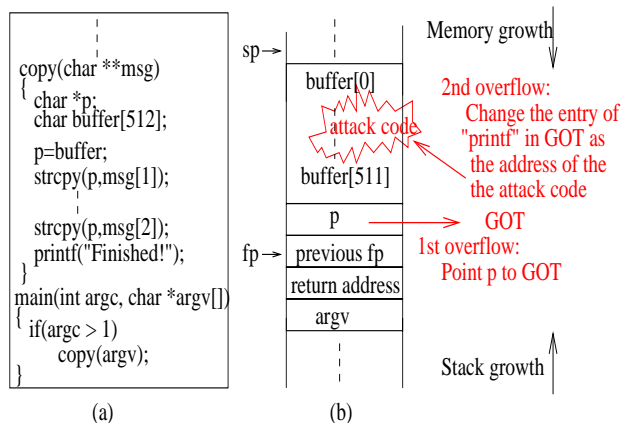 copy(char **msg)
{
char *p;
char buffer[512];
p=buffer;
strcpy(p,msg[1]);
strcpy(p,msg[2]);
printf("Finished!");
}
main(int argc, char *argv[])
{
if(argc > 1)
copy(argv);
}
(a)
sp
buffer[0]
attack code
buffer[511]
p
fp
previous fp
return address
argv
(b)
Memory growth
2nd overflow:
Change the entry of
"printf" in GOT as
the address of the
the attack code
GOT
1st overflow:
Point p to GOT
Stack growth